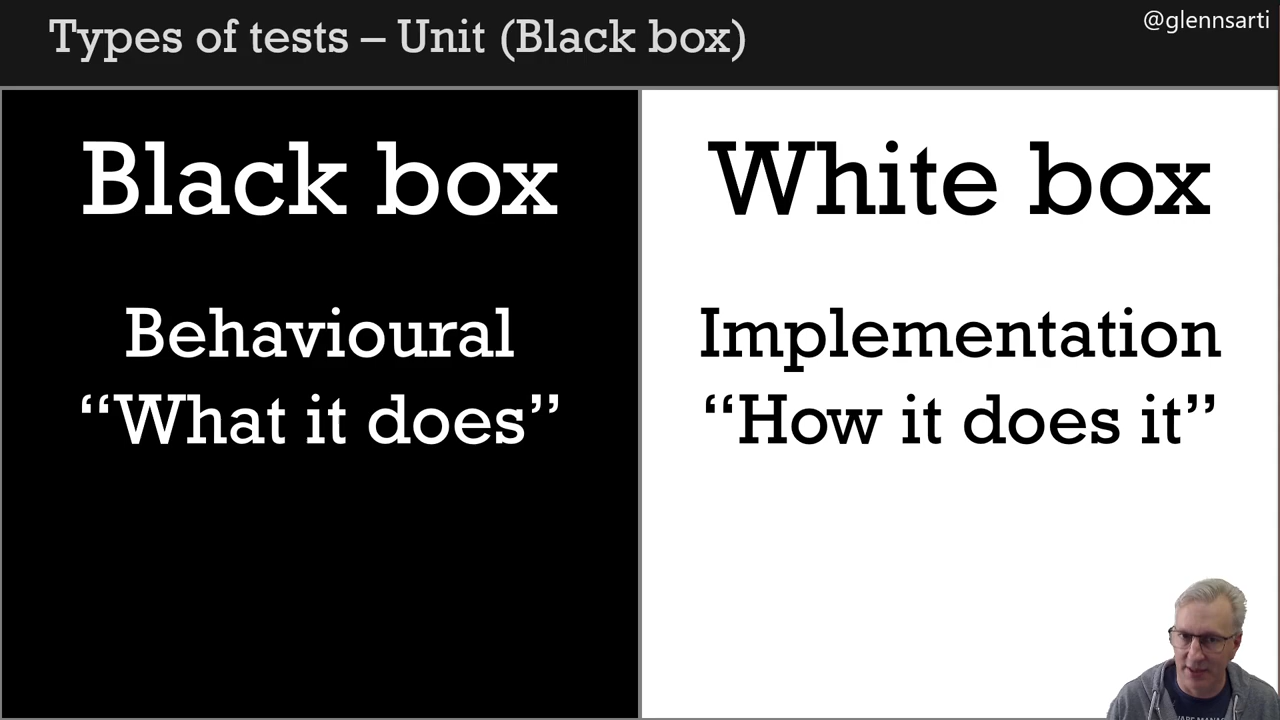 Types of tests – Unit (Black box)
@glennsarti
Black box
White box
Behavioural
“What it does”
Implementation
“How it does it”